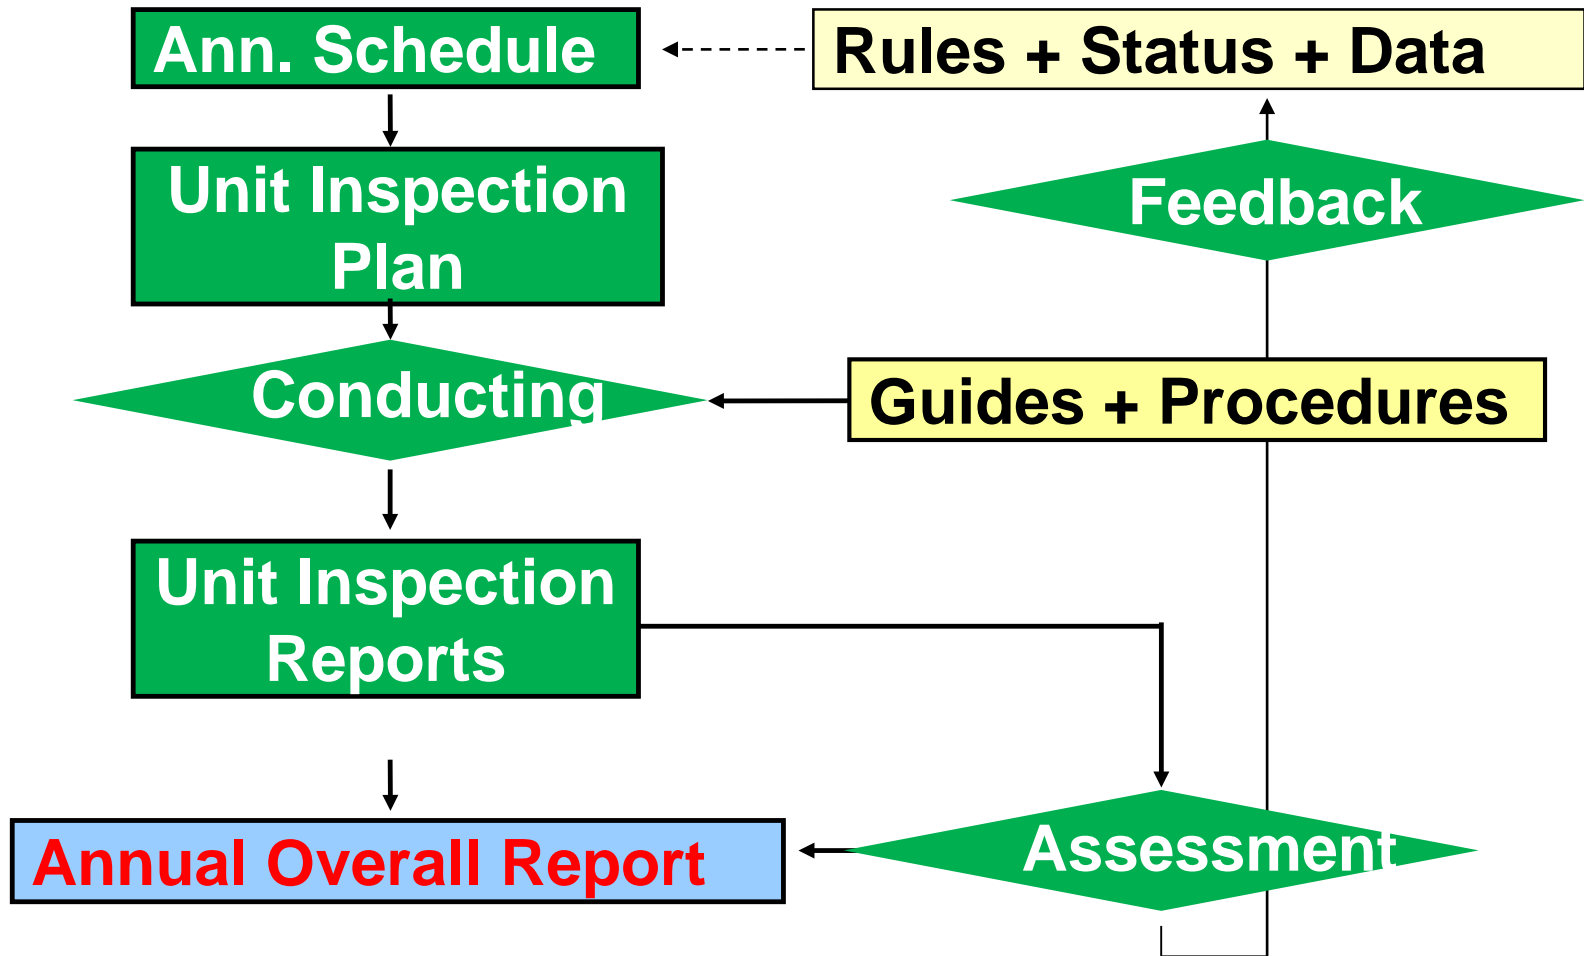 Ann. Schedule
Rules + Status + Data
Unit Inspection
Plan
Feedback
Conducting
Guides + Procedures
Unit Inspection
Reports
Assessment
Annual Overall Report